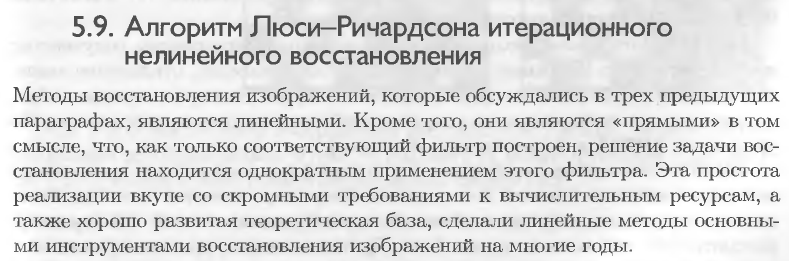 5.9. Алгоритм Люси–Ричардсона итерационного
нелинейного восстановления
Методы восстановления изображений, которые обсуждались в трех предыдущих
параграфах, являются линейными. Кроме того, они являются «прямыми» в том
смысле, что, как только соответствующий фильтр построен, решение задачи вос-
становления находится однократным применением этого фильтра. Эта простота
реализации вкупе со скромными требованиями к вычислительным ресурсам, а
также хорошо развитая теоретическая база, сделали линейные методы основны-
ми инструментами восстановления изображений на многие годы.